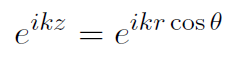 e^{ikz} = e^{ikr cos θ}